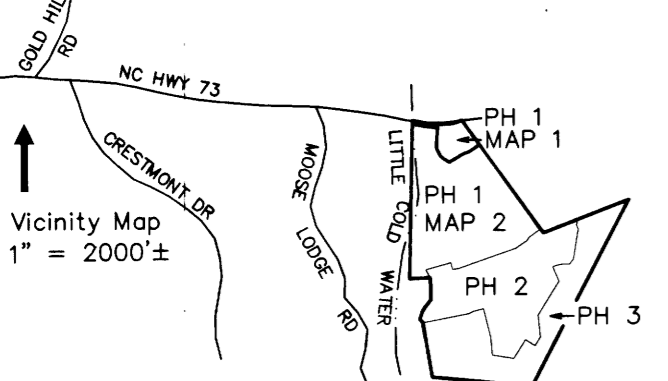 GOLD HIL
RD
NC HWY 73
CRESTMONT DR
MOOSE LODGE RD
LITTLE COLD WATER
PH 1
MAP 1
PH 1
MAP 2
PH 2
PH 3
Vicinity Map
1" = 2000'±